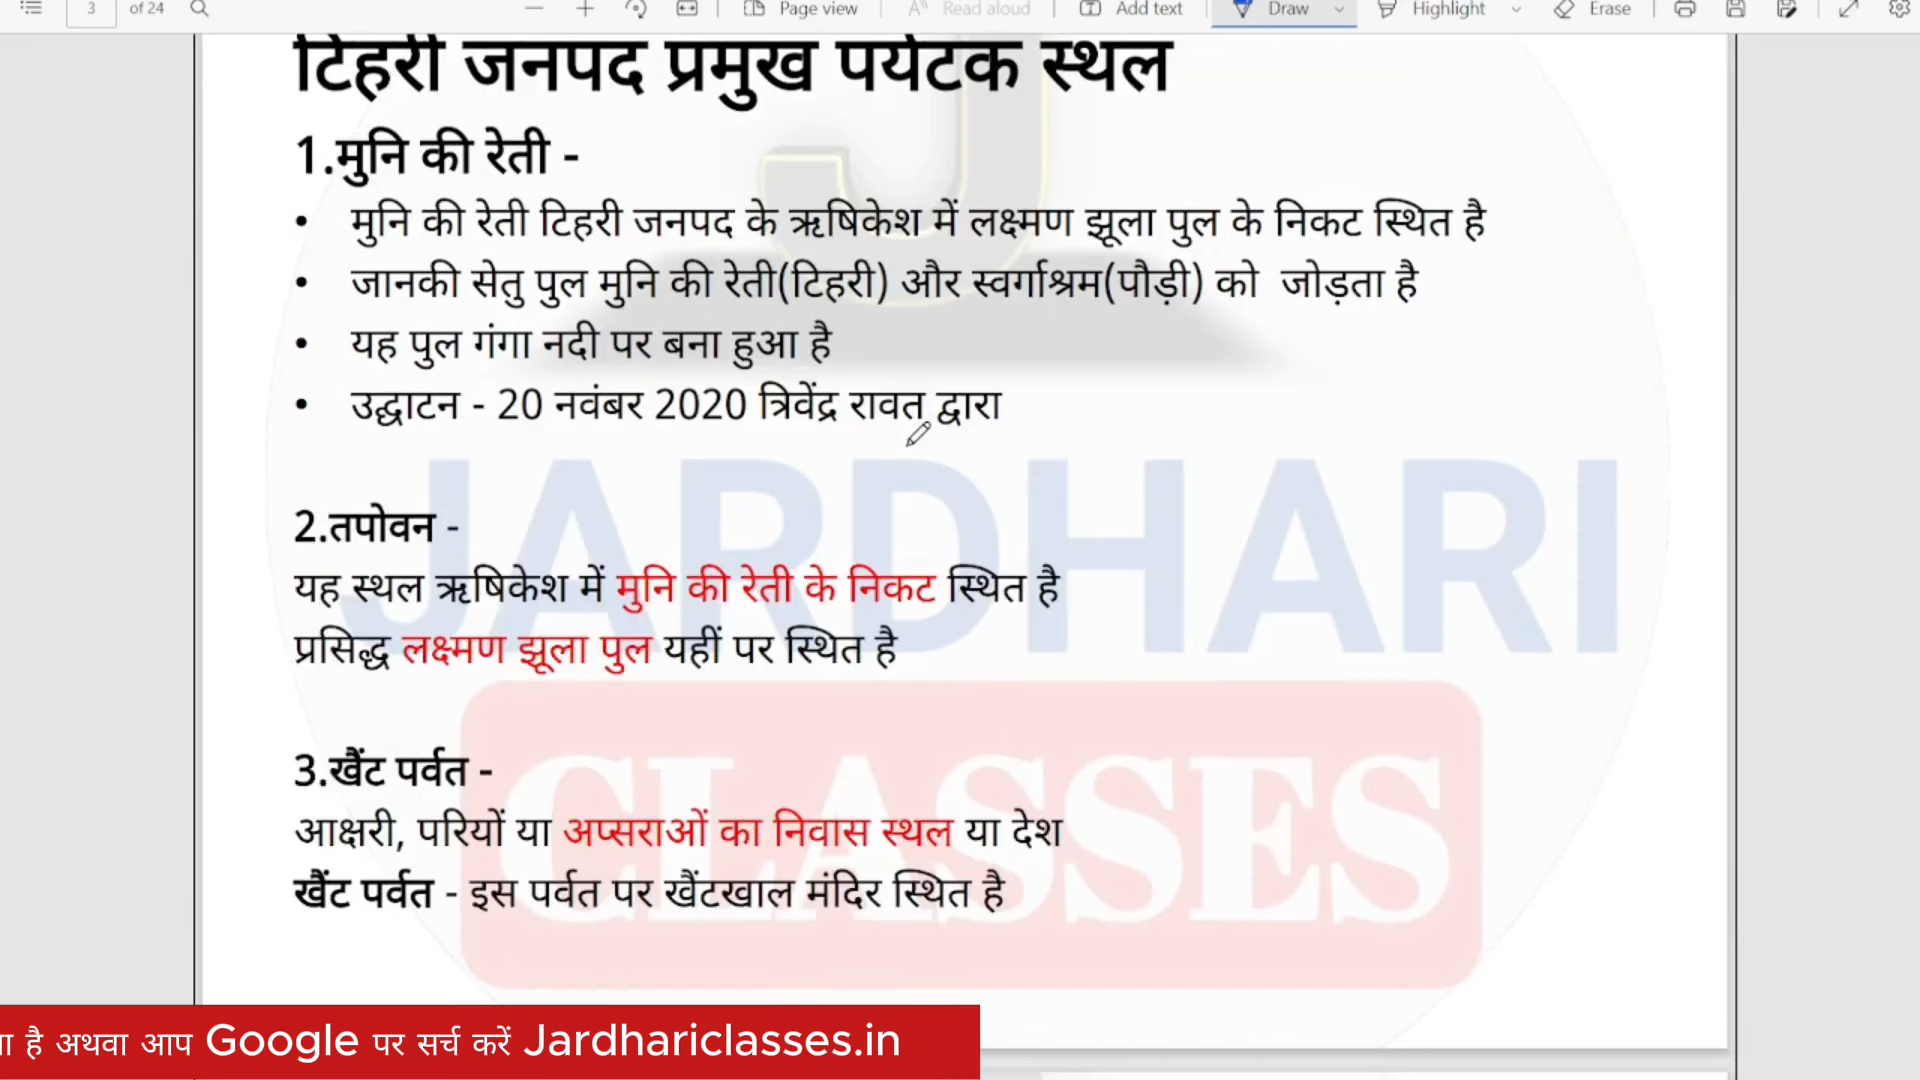 3 of 24 Page view Read aloud Add text Draw Highlight Erase
टिहरी जनपद प्रमुख पर्यटक स्थल
1.मुनि की रेती -
• मुनि की रेती टिहरी जनपद के ऋषिकेश में लक्ष्मण झूला पुल के निकट स्थित है
• जानकी सेतु पुल मुनि की रेती(टिहरी) और स्वर्गाश्रम(पौड़ी) को जोड़ता है
• यह पुल गंगा नदी पर बना हुआ है
• उद्घाटन - 20 नवंबर 2020 त्रिवेंद्र रावत द्वारा
JARDHARI
2.तपोवन -
यह स्थल ऋषिकेश में मुनि की रेती के निकट स्थित है
प्रसिद्ध लक्ष्मण झूला पुल यहीं पर स्थित है
3.खैंट पर्वत -
CLASSES
आक्षरी, परियों या अप्सराओं का निवास स्थल या देश
खैंट पर्वत - इस पर्वत पर खैंटखाल मंदिर स्थित है
है अथवा आप Google पर सर्च करें Jardhariclasses.in